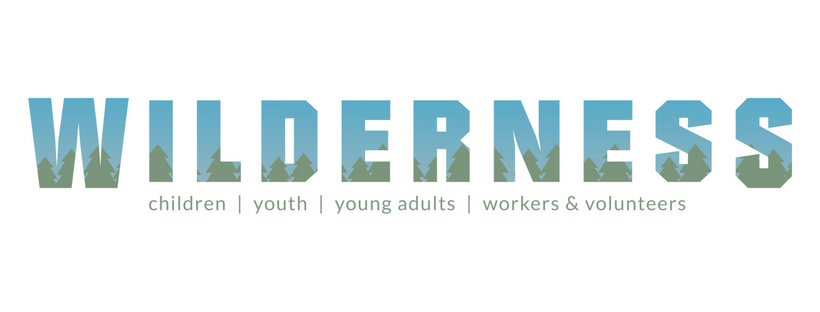 WILDERNESS
children | youth | young adults | workers & volunteers